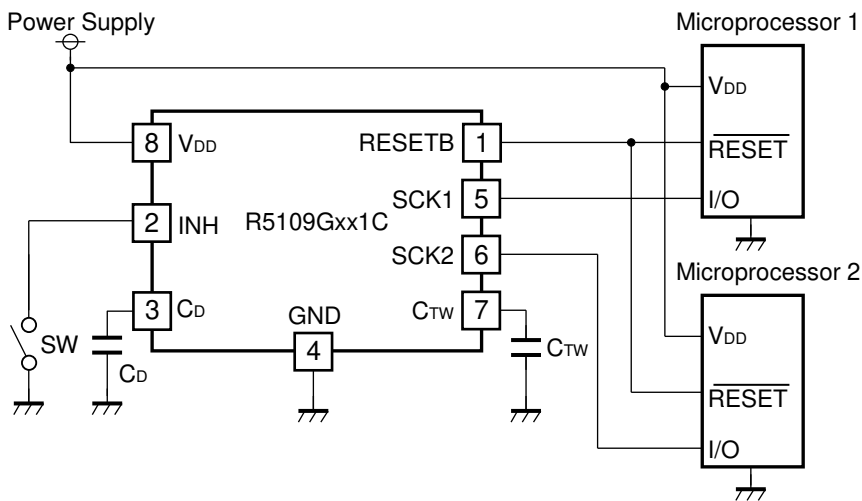 Power Supply
Microprocessor 1
VDD
RESET
I/O
8 VDD
RESETB 1
SCK1 5
2 INH
R5109Gxx1C
SCK2 6
3 CD
GND
4
CTW 7
SW
CD
CTW
Microprocessor 2
VDD
RESET
I/O